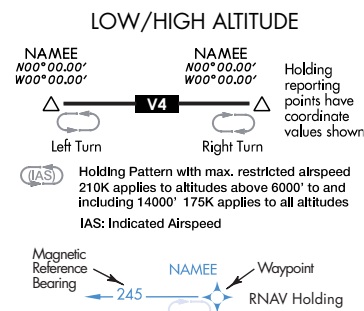 LOW/HIGH ALTITUDE
NAMEE
N00°00.00'
W00°00.00'
NAMEE
N00°00.00'
W00°00.00'
Holding
reporting
points have
coordinate
values shown
V4
Left Turn
Right Turn
(IAS)
Holding Pattern with max. restricted airspeed
210K applies to altitudes above 6000' to and
including 14000' 175K applies to all altitudes
IAS: Indicated Airspeed
Magnetic
Reference
Bearing
NAMEE
Waypoint
245
RNAV Holding